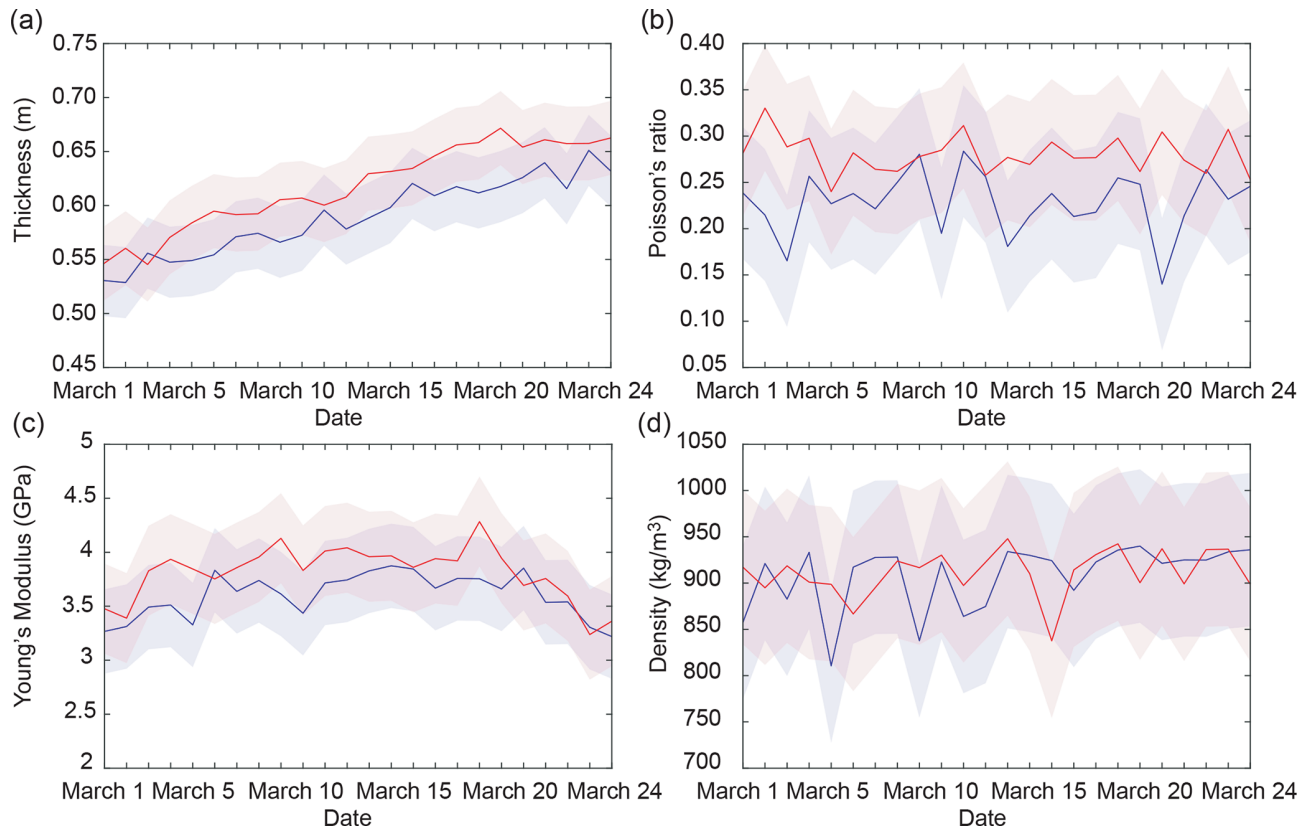 (a)
0.75
0.70
0.65
0.60
0.55
0.50
0.45
Thickness (m)
March 1 March 5 March 10 March 15 March 20 March 24
Date
(b)
0.40
0.35
0.30
0.25
0.20
0.15
0.10
0.05
Poisson's ratio
March 1 March 5 March 10 March 15 March 20 March 24
Date
(c)
5
4.5
4
3.5
3
2.5
2
Young's Modulus (GPa)
March 1 March 5 March 10 March 15 March 20 March 24
Date
(d)
1050
1000
950
900
850
800
750
700
Density (kg/m³)
March 1 March 5 March 10 March 15 March 20 March 24
Date